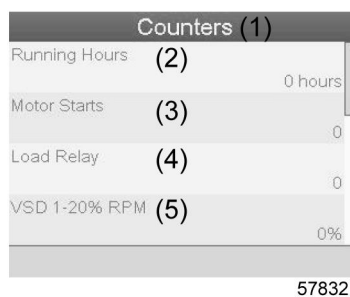 Counters (1)
Running Hours (2)
0 hours
Motor Starts (3)
0
Load Relay (4)
0
VSD 1-20% RPM (5)
0%
57832